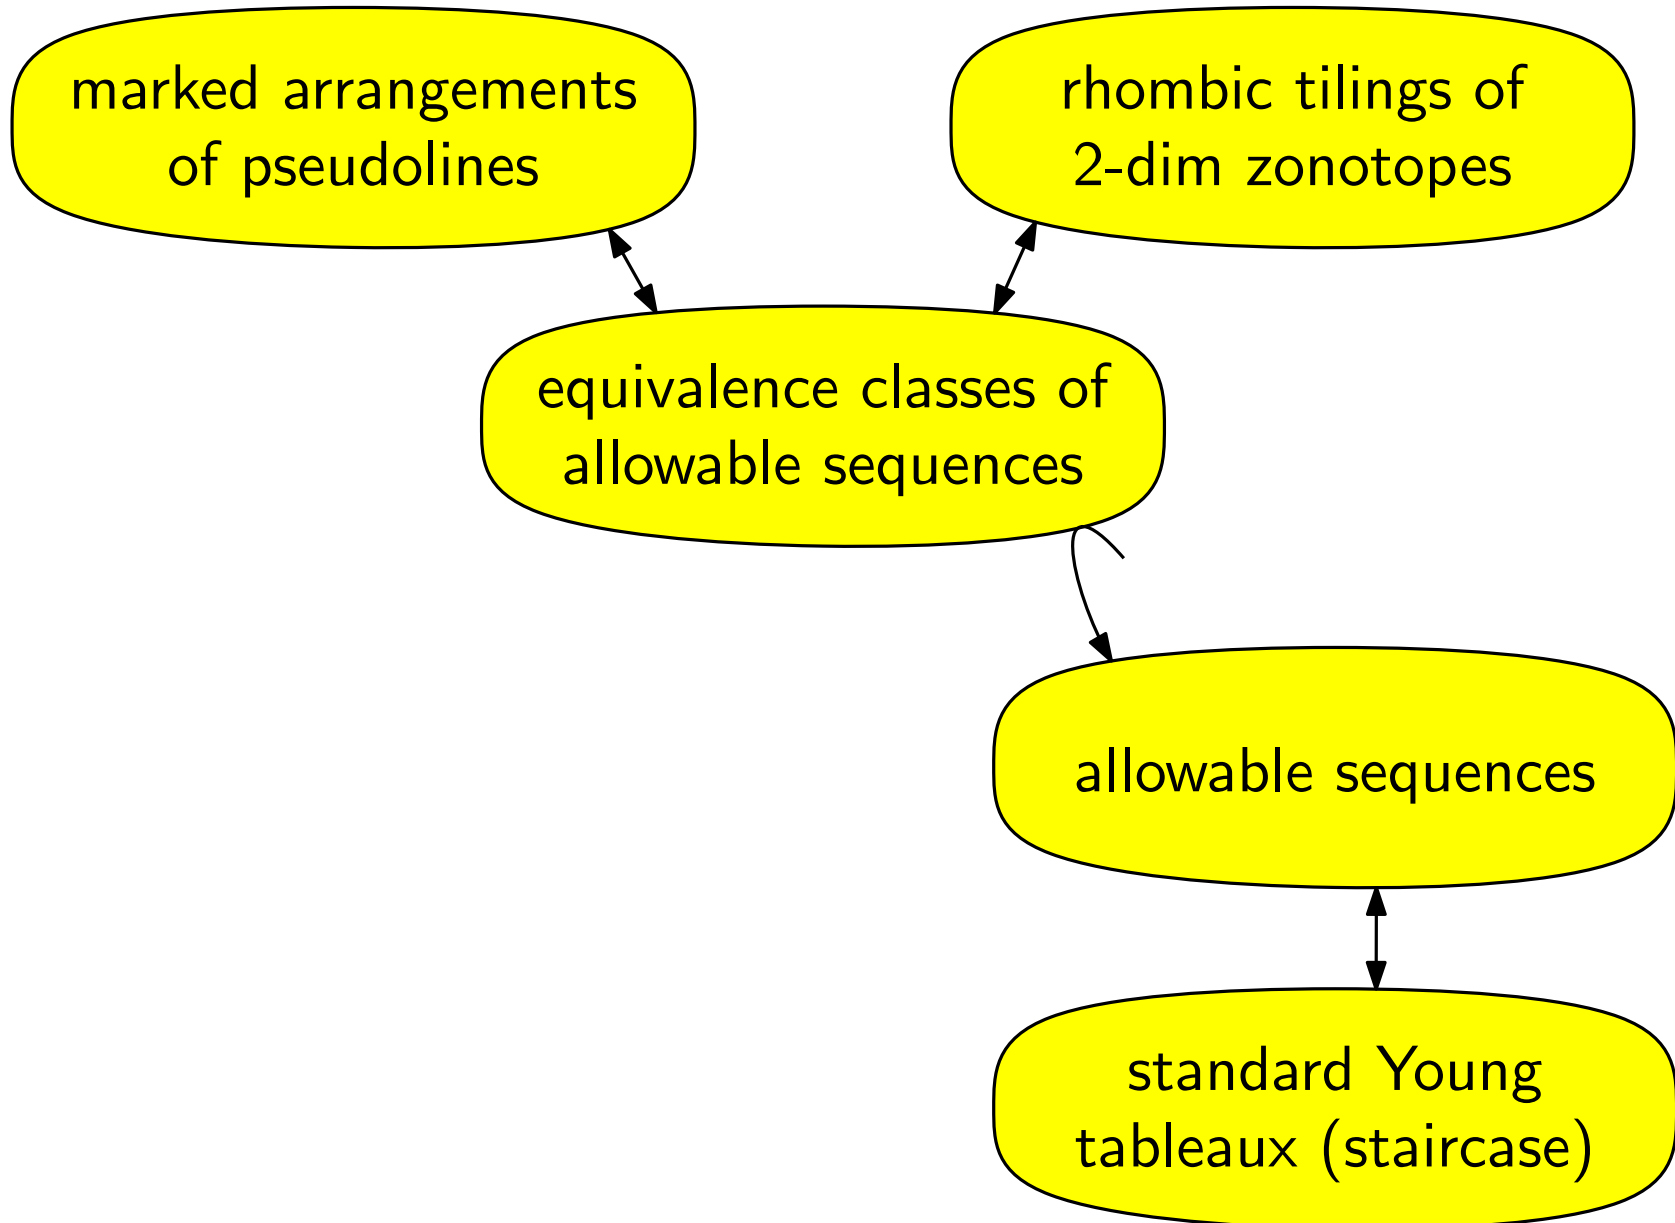 marked arrangements
of pseudolines
rhombic tilings of
2-dim zonotopes
equivalence classes of
allowable sequences
allowable sequences
standard Young
tableaux (staircase)